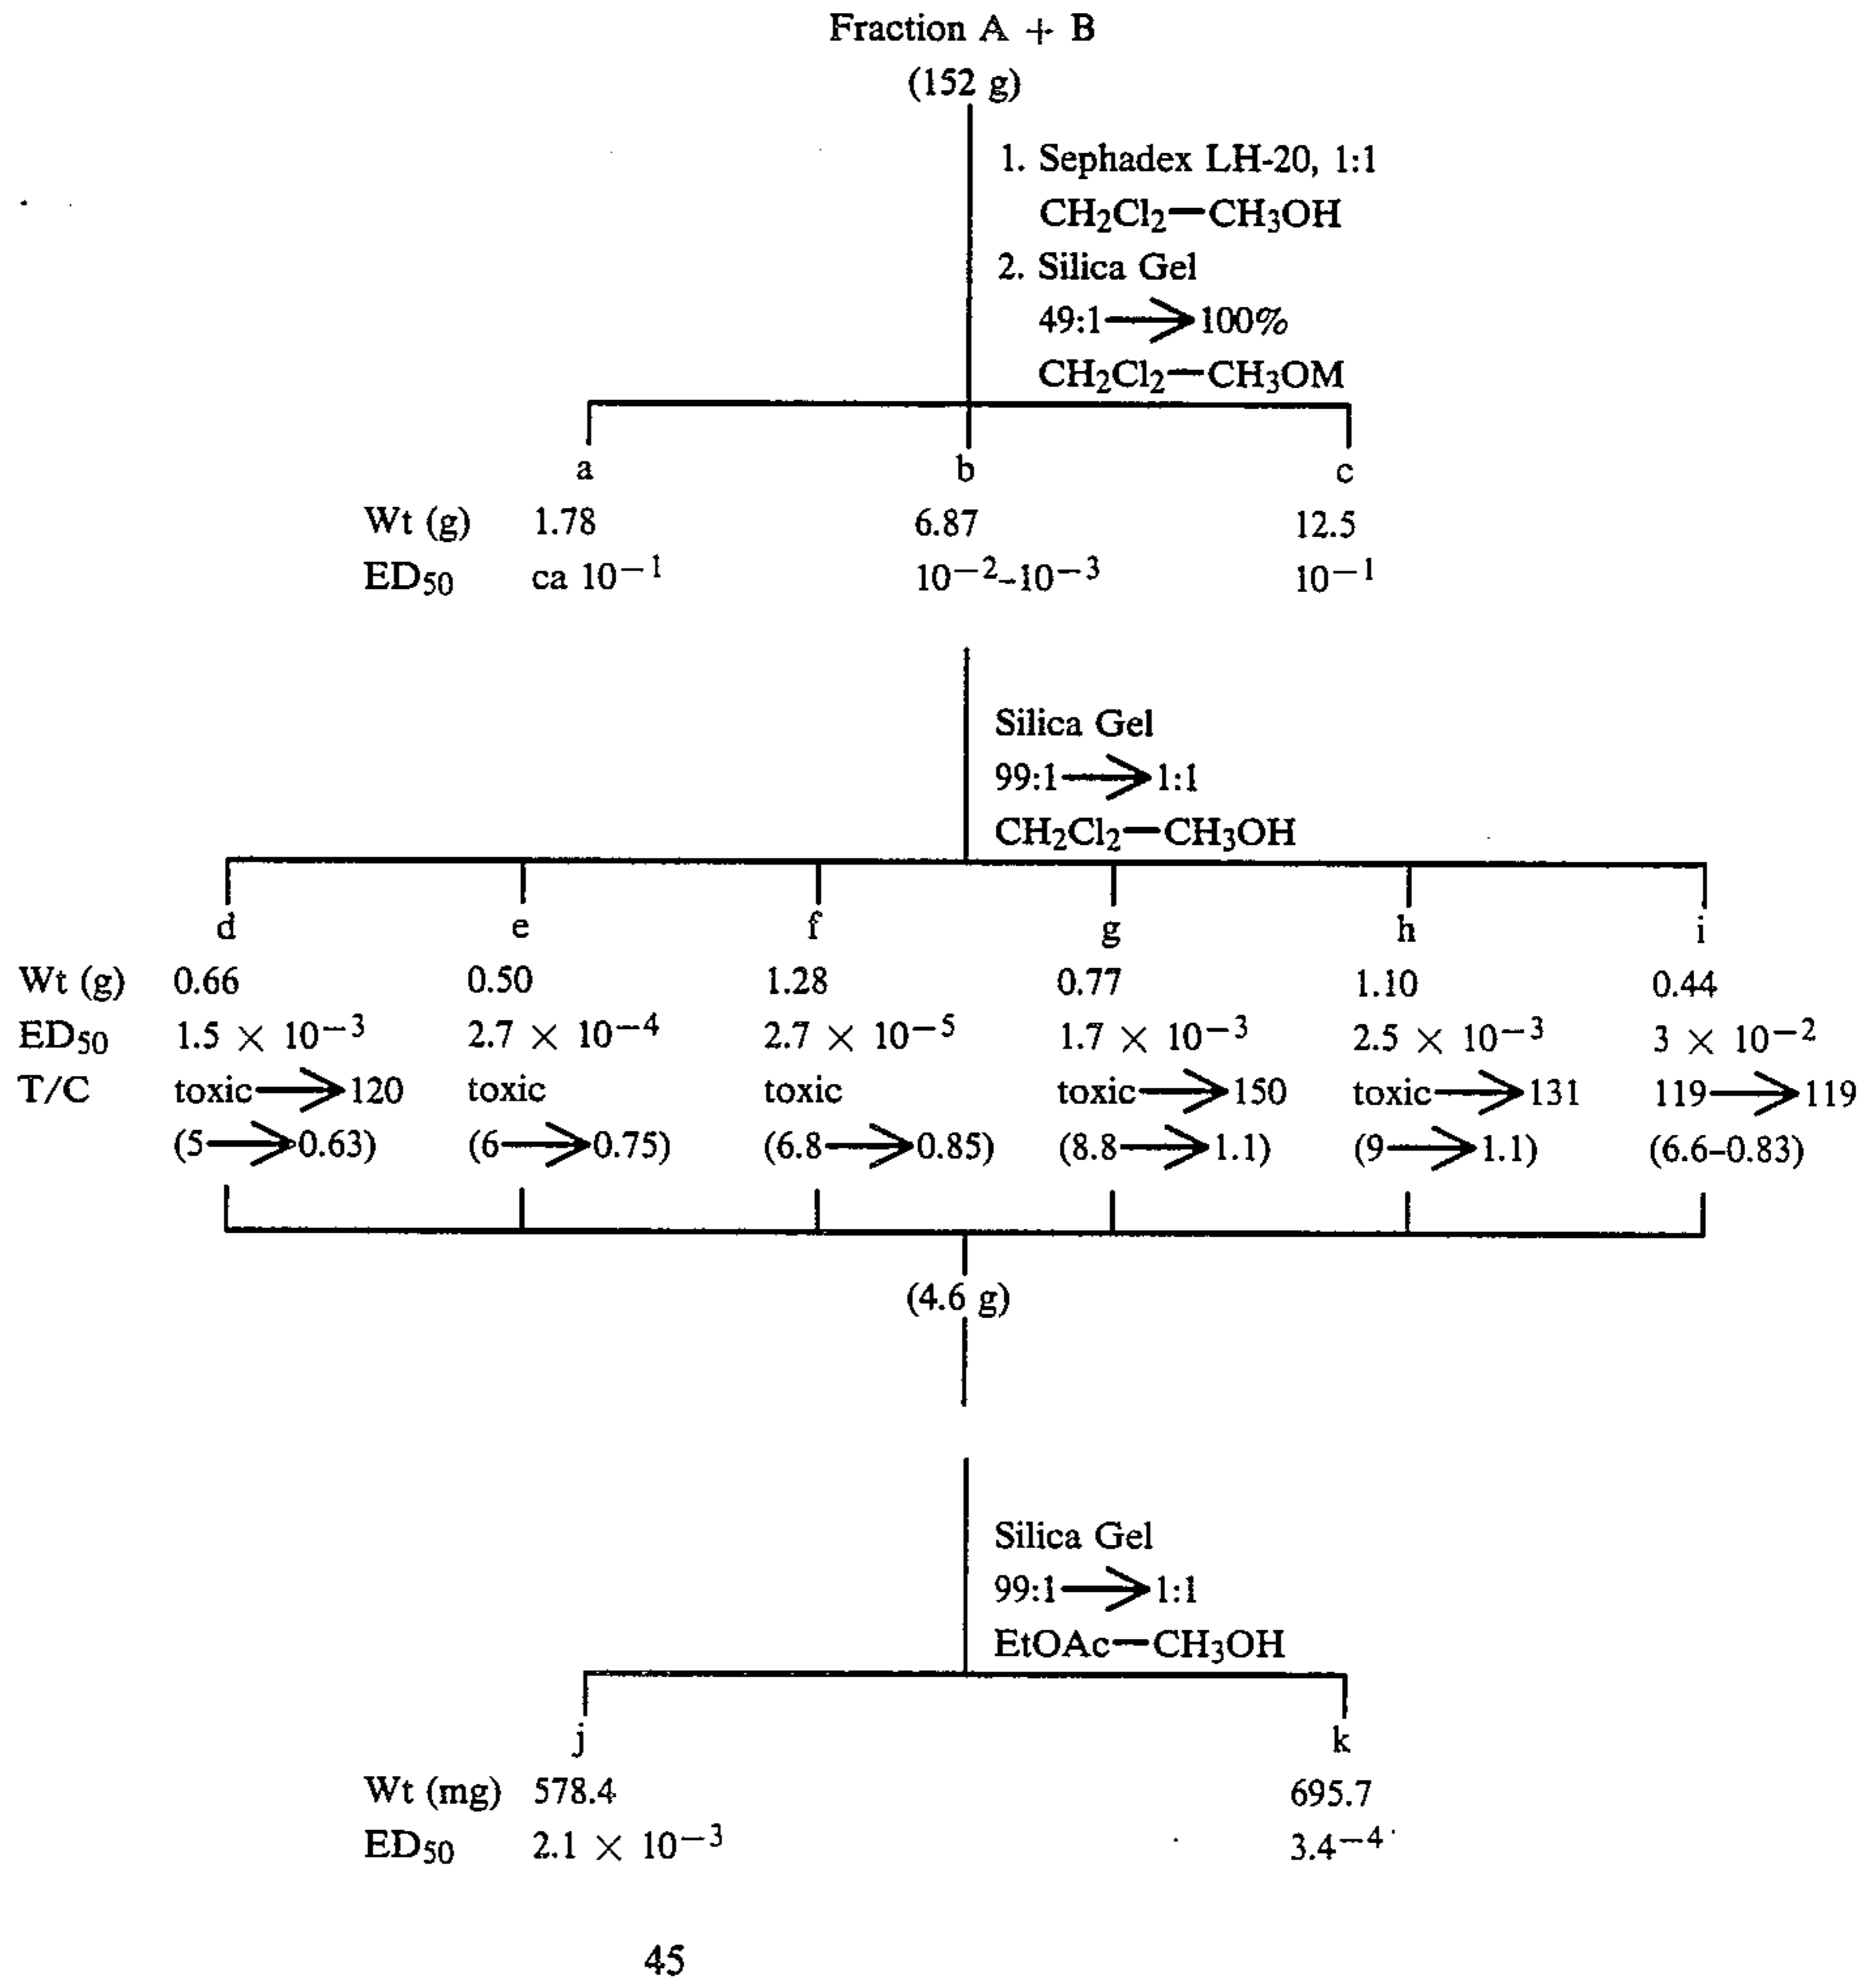 Fraction A + B
(152 g)
1. Sephadex LH-20, 1:1
CH2Cl2—CH3OH
2. Silica Gel
49:1→100%
CH2Cl2—CH3OM
a b c
Wt (g) 1.78 6.87 12.5
ED50 ca 10−1 10−2–10−3 10−1
Silica Gel
99:1→1:1
CH2Cl2—CH3OH
d e f g h i
Wt (g) 0.66 0.50 1.28 0.77 1.10 0.44
ED50 1.5 × 10−3 2.7 × 10−4 2.7 × 10−5 1.7 × 10−3 2.5 × 10−3 3 × 10−2
T/C toxic→120 toxic toxic toxic→150 toxic→131 119→119
(5→0.63) (6→0.75) (6.8→0.85) (8.8→1.1) (9→1.1) (6.6–0.83)
(4.6 g)
Silica Gel
99:1→1:1
EtOAc—CH3OH
j k
Wt (mg) 578.4 695.7
ED50 2.1 × 10−3 3.4−4
45